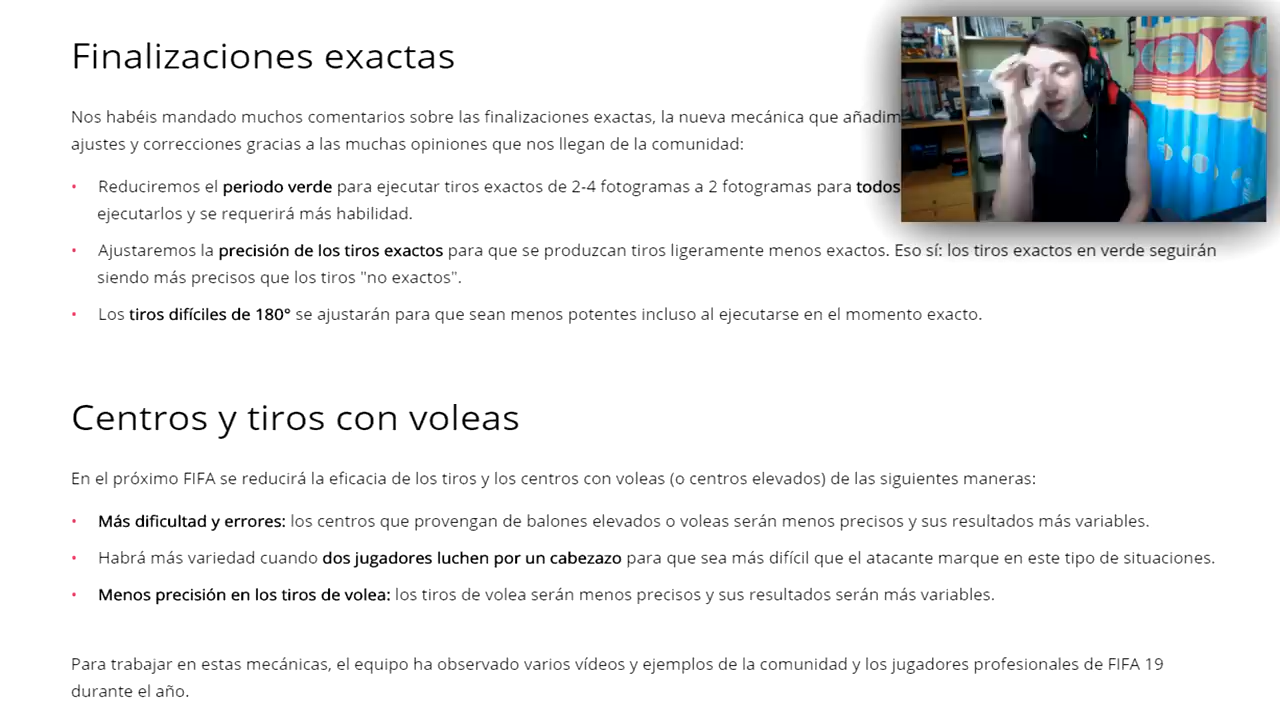 Finalizaciones exactas
Nos habéis mandado muchos comentarios sobre las finalizaciones exactas, la nueva mecánica que
ajustes y correcciones gracias a las muchas opiniones que nos llegan de la comunidad:
• Reduciremos el periodo verde para ejecutar tiros exactos de 2-4 fotogramas a 2 fotogramas para todos
ejecutarlos y se requerirá más habilidad.
• Ajustaremos la precisión de los tiros exactos para que se produzcan tiros ligeramente menos exactos. Eso sí: los tiros exactos en verde seguirán
siendo más precisos que los tiros "no exactos".
• Los tiros difíciles de 180° se ajustarán para que sean menos potentes incluso al ejecutarse en el momento exacto.
Centros y tiros con voleas
En el próximo FIFA se reducirá la eficacia de los tiros y los centros con voleas (o centros elevados) de las siguientes maneras:
• Más dificultad y errores: los centros que provengan de balones elevados o voleas serán menos precisos y sus resultados más variables.
• Habrá más variedad cuando dos jugadores luchen por un cabezazo para que sea más difícil que el atacante marque en este tipo de situaciones.
• Menos precisión en los tiros de volea: los tiros de volea serán menos precisos y sus resultados serán más variables.
Para trabajar en estas mecánicas, el equipo ha observado varios vídeos y ejemplos de la comunidad y los jugadores profesionales de FIFA 19
durante el año.